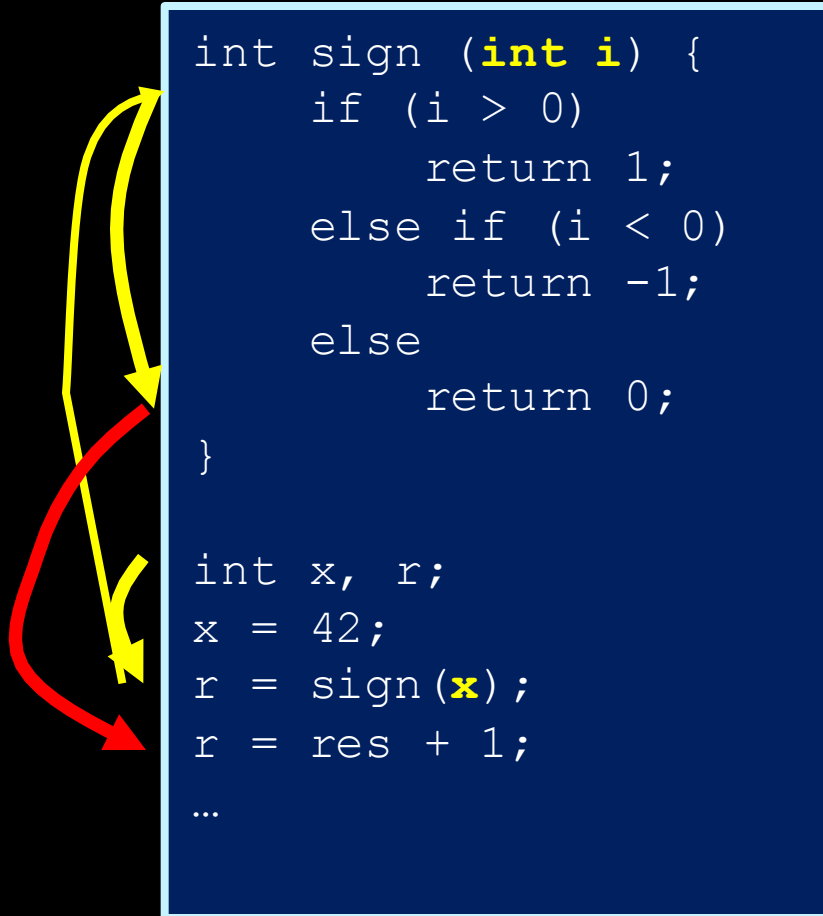 int sign (int i) {
     if (i > 0)
          return 1;
     else if (i < 0)
          return -1;
     else
          return 0;
}
int x, r;
x = 42;
r = sign(x);
r = res + 1;
…